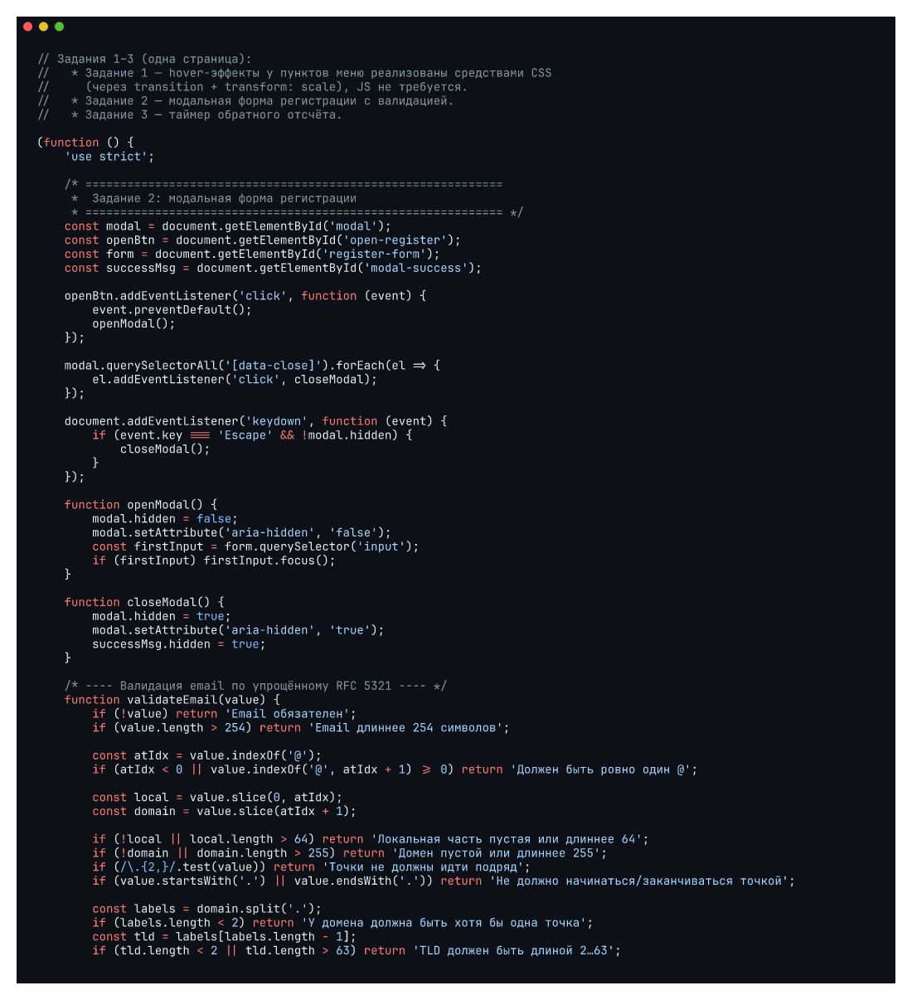 // Задания 1–3 (одна страница):
//   * Задание 1 — hover-эффекты у пунктов меню реализованы средствами CSS
//     (через transition + transform: scale), JS не требуется.
//   * Задание 2 — модальная форма регистрации с валидацией.
//   * Задание 3 — таймер обратного отсчёта.

(function () {
    'use strict';

    /* ============================================================
     *  Задание 2: модальная форма регистрации
     * ============================================================ */
    const modal = document.getElementById('modal');
    const openBtn = document.getElementById('open-register');
    const form = document.getElementById('register-form');
    const successMsg = document.getElementById('modal-success');

    openBtn.addEventListener('click', function (event) {
        event.preventDefault();
        openModal();
    });

    modal.querySelectorAll('[data-close]').forEach(el => {
        el.addEventListener('click', closeModal);
    });

    document.addEventListener('keydown', function (event) {
        if (event.key === 'Escape' && !modal.hidden) {
            closeModal();
        }
    });

    function openModal() {
        modal.hidden = false;
        modal.setAttribute('aria-hidden', 'false');
        const firstInput = form.querySelector('input');
        if (firstInput) firstInput.focus();
    }

    function closeModal() {
        modal.hidden = true;
        modal.setAttribute('aria-hidden', 'true');
        successMsg.hidden = true;
    }

    /* ---- Валидация email по упрощённому RFC 5321 ---- */
    function validateEmail(value) {
        if (!value) return 'Email обязателен';
        if (value.length > 254) return 'Email длиннее 254 символов';

        const atIdx = value.indexOf('@');
        if (atIdx < 0 || value.indexOf('@', atIdx + 1) >= 0) return 'Должен быть ровно один @';

        const local = value.slice(0, atIdx);
        const domain = value.slice(atIdx + 1);

        if (!local || local.length > 64) return 'Локальная часть пустая или длиннее 64';
        if (!domain || domain.length > 255) return 'Домен пустой или длиннее 255';
        if (/\.{2,}/.test(value)) return 'Точки не должны идти подряд';
        if (value.startsWith('.') || value.endsWith('.')) return 'Не должно начинаться/заканчиваться точкой';

        const labels = domain.split('.');
        if (labels.length < 2) return 'У домена должна быть хотя бы одна точка';
        const tld = labels[labels.length - 1];
        if (tld.length < 2 || tld.length > 63) return 'TLD должен быть длиной 2…63';